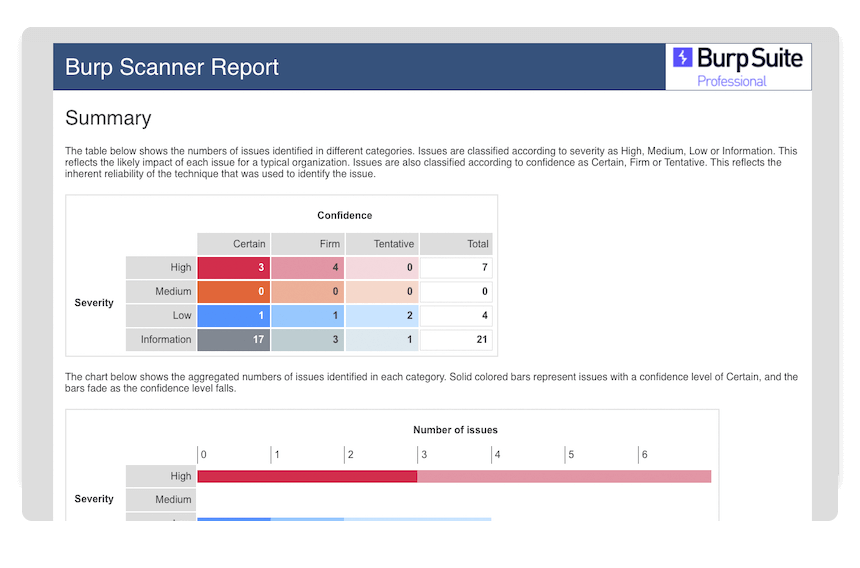 Burp Scanner Report
BurpSuite
Professional
Summary
The table below shows the numbers of issues identified in different categories. Issues are classified according to severity as High, Medium, Low or Information. This
reflects the likely impact of each issue for a typical organization. Issues are also classified according to confidence as Certain, Firm or Tentative. This reflects the
inherent reliability of the technique that was used to identify the issue.
Confidence
Certain Firm Tentative Total
High 3 4 0 7
Medium 0 0 0 0
Severity
Low 1 1 2 4
Information 17 3 1 21
The chart below shows the aggregated numbers of issues identified in each category. Solid colored bars represent issues with a confidence level of Certain, and the
bars fade as the confidence level falls.
Number of issues
0 1 2 3 4 5 6
High
Severity Medium